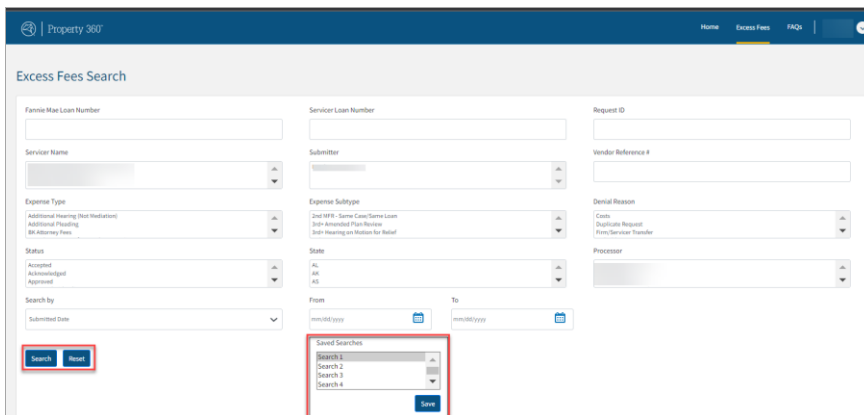 Property 360°
Home Excess Fees FAQs
Excess Fees Search
Fannie Mae Loan Number Servicer Loan Number Request ID
Servicer Name Submitter Vendor Reference #
Expense Type Expense Subtype Denial Reason
Additional Hearing (Not Mediation) 2nd MFR - Same Case/Same Loan Costs
Additional Pleading 3rd+ Amended Plan Review Duplicate Request
BK Attorney Fees 3rd+ Hearing on Motion for Relief Firm/Servicer Transfer
Status State Processor
Accepted AL
Acknowledged AK
Approved AS
Search by From To
Submitted Date mm/dd/yyyy mm/dd/yyyy
Saved Searches
Search Reset Search 1
Search 2
Search 3
Search 4
Save